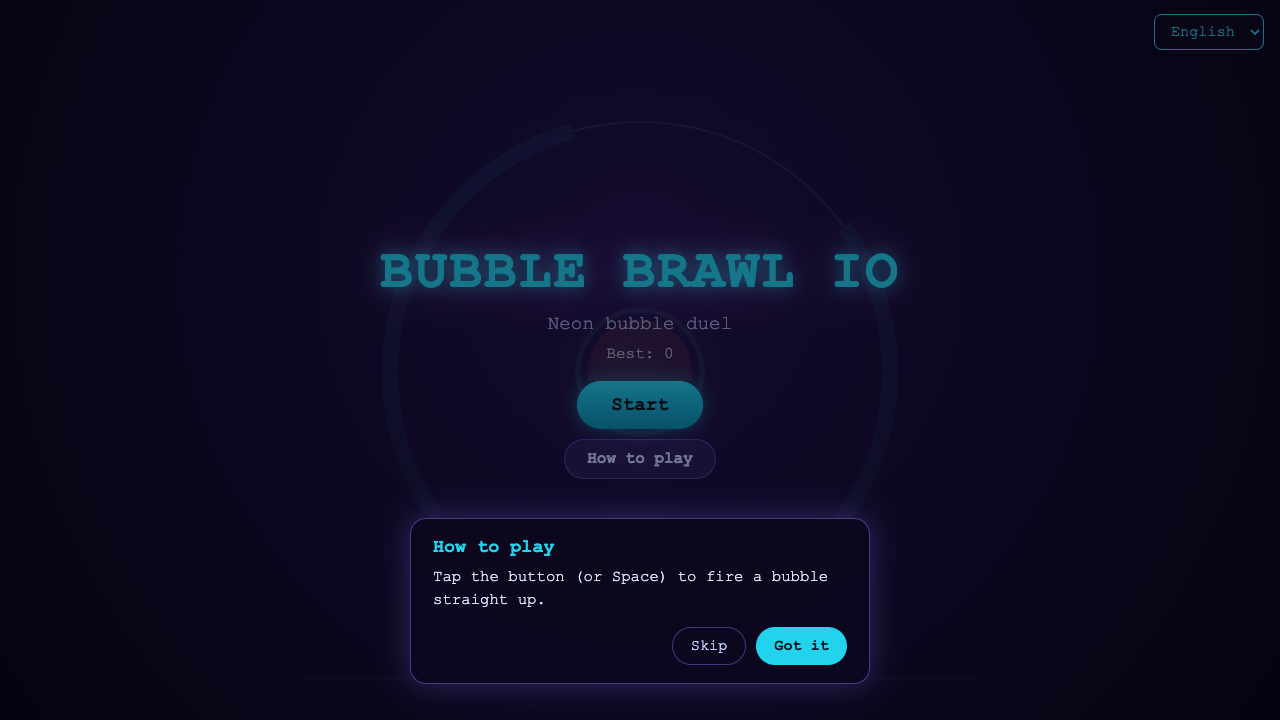 English
BUBBLE BRAWL IO
Neon bubble duel
Best: 0
Start
How to play
How to play
Tap the button (or Space) to fire a bubble
straight up.
Skip
Got it